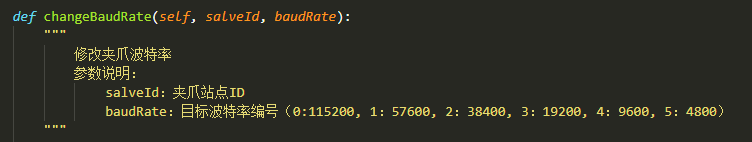 def changeBaudRate(self, salveId, baudRate):
"""
修改夹爪波特率
参数说明：
salveId：夹爪站点ID
baudRate：目标波特率编号（0:115200, 1：57600, 2：38400, 3：19200, 4：9600, 5：4800）
"""